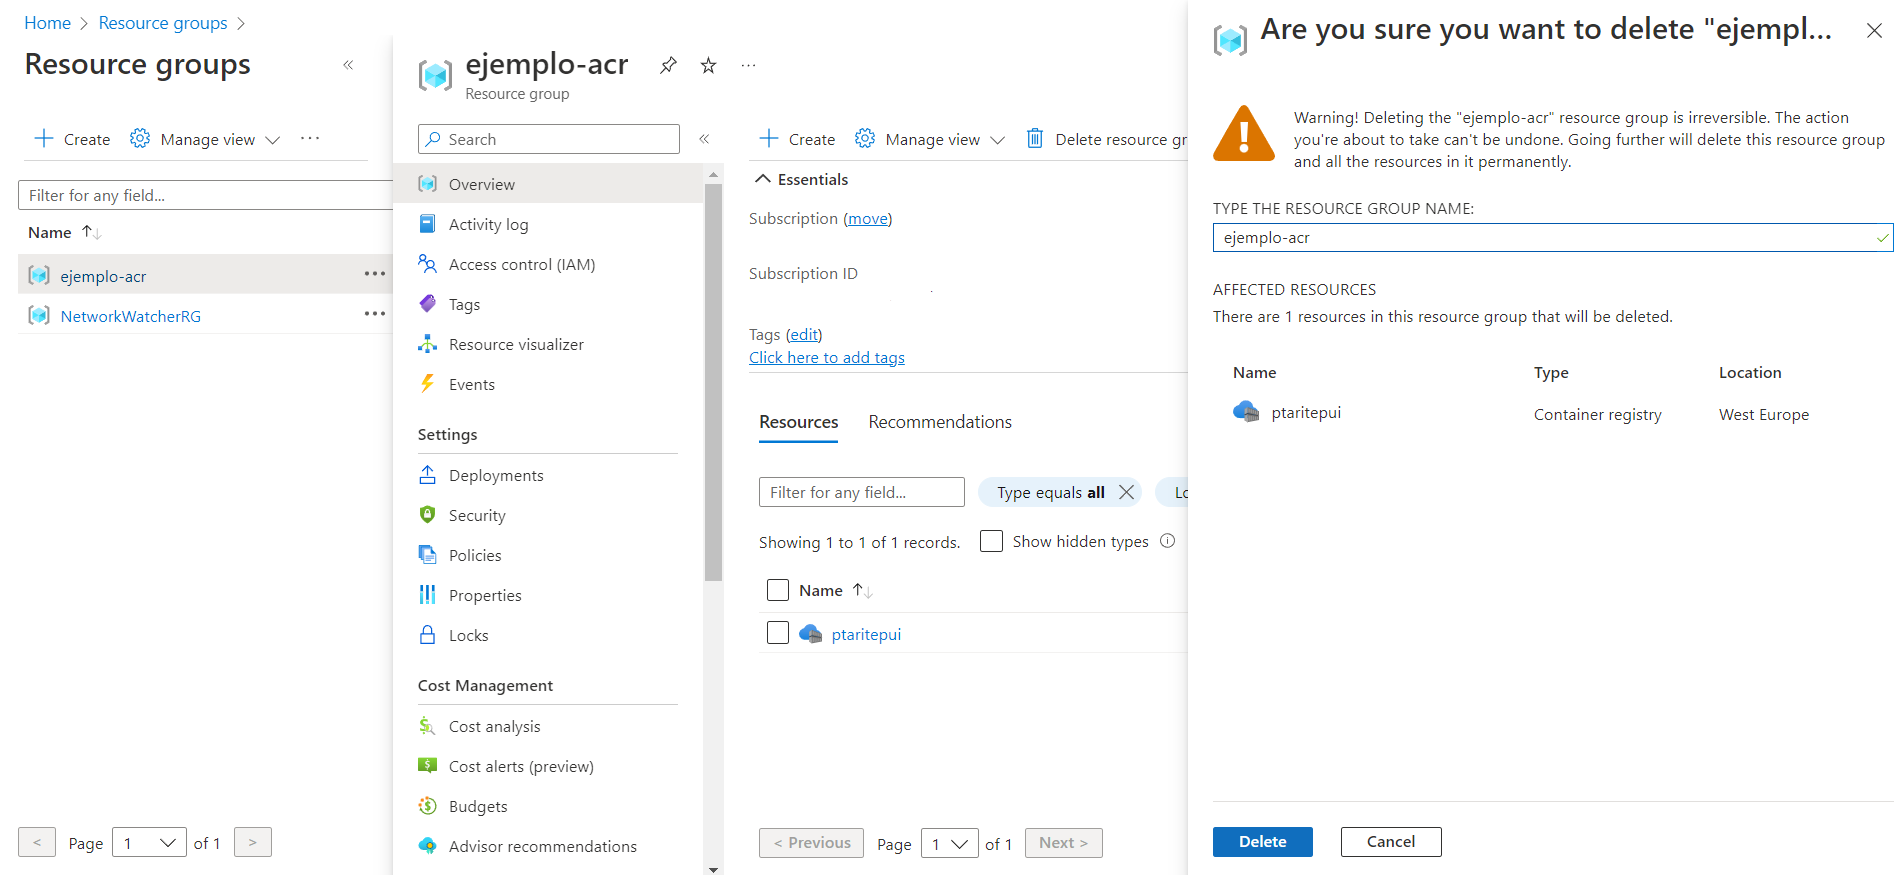 Home > Resource groups >
Resource groups «
+ Create Manage view ...
Filter for any field...
Name ↑↓
ejemplo-acr ...
NetworkWatcherRG ...
< Page 1 of 1 >
ejemplo-acr ...
Resource group
Search «
Overview
Activity log
Access control (IAM)
Tags
Resource visualizer
Events
Settings
Deployments
Security
Policies
Properties
Locks
Cost Management
Cost analysis
Cost alerts (preview)
Budgets
Advisor recommendations
+ Create Manage view Delete resource gr
Essentials
Subscription (move)
Subscription ID
Tags (edit)
Click here to add tags
Resources Recommendations
Filter for any field... Type equals all Lo
Showing 1 to 1 of 1 records. Show hidden types
Name ↑↓
ptaritepui
< Previous Page 1 of 1 Next >
Are you sure you want to delete "ejempl...
Warning! Deleting the "ejemplo-acr" resource group is irreversible. The action
you're about to take can't be undone. Going further will delete this resource group
and all the resources in it permanently.
TYPE THE RESOURCE GROUP NAME:
ejemplo-acr
AFFECTED RESOURCES
There are 1 resources in this resource group that will be deleted.
Name Type Location
ptaritepui Container registry West Europe
Delete Cancel